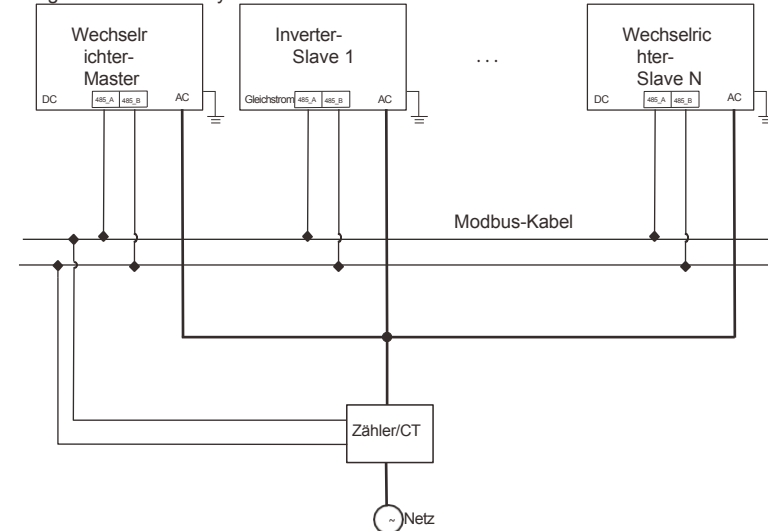 Wechselr
ichter-
Master
DC
485_A
485_B
AC
Inverter-
Slave 1
Gleichstrom
485_A
485_B
AC
...
Wechselric
hter-
Slave N
DC
485_A
485_B
AC
Modbus-Kabel
Zähler/CT
~
Netz